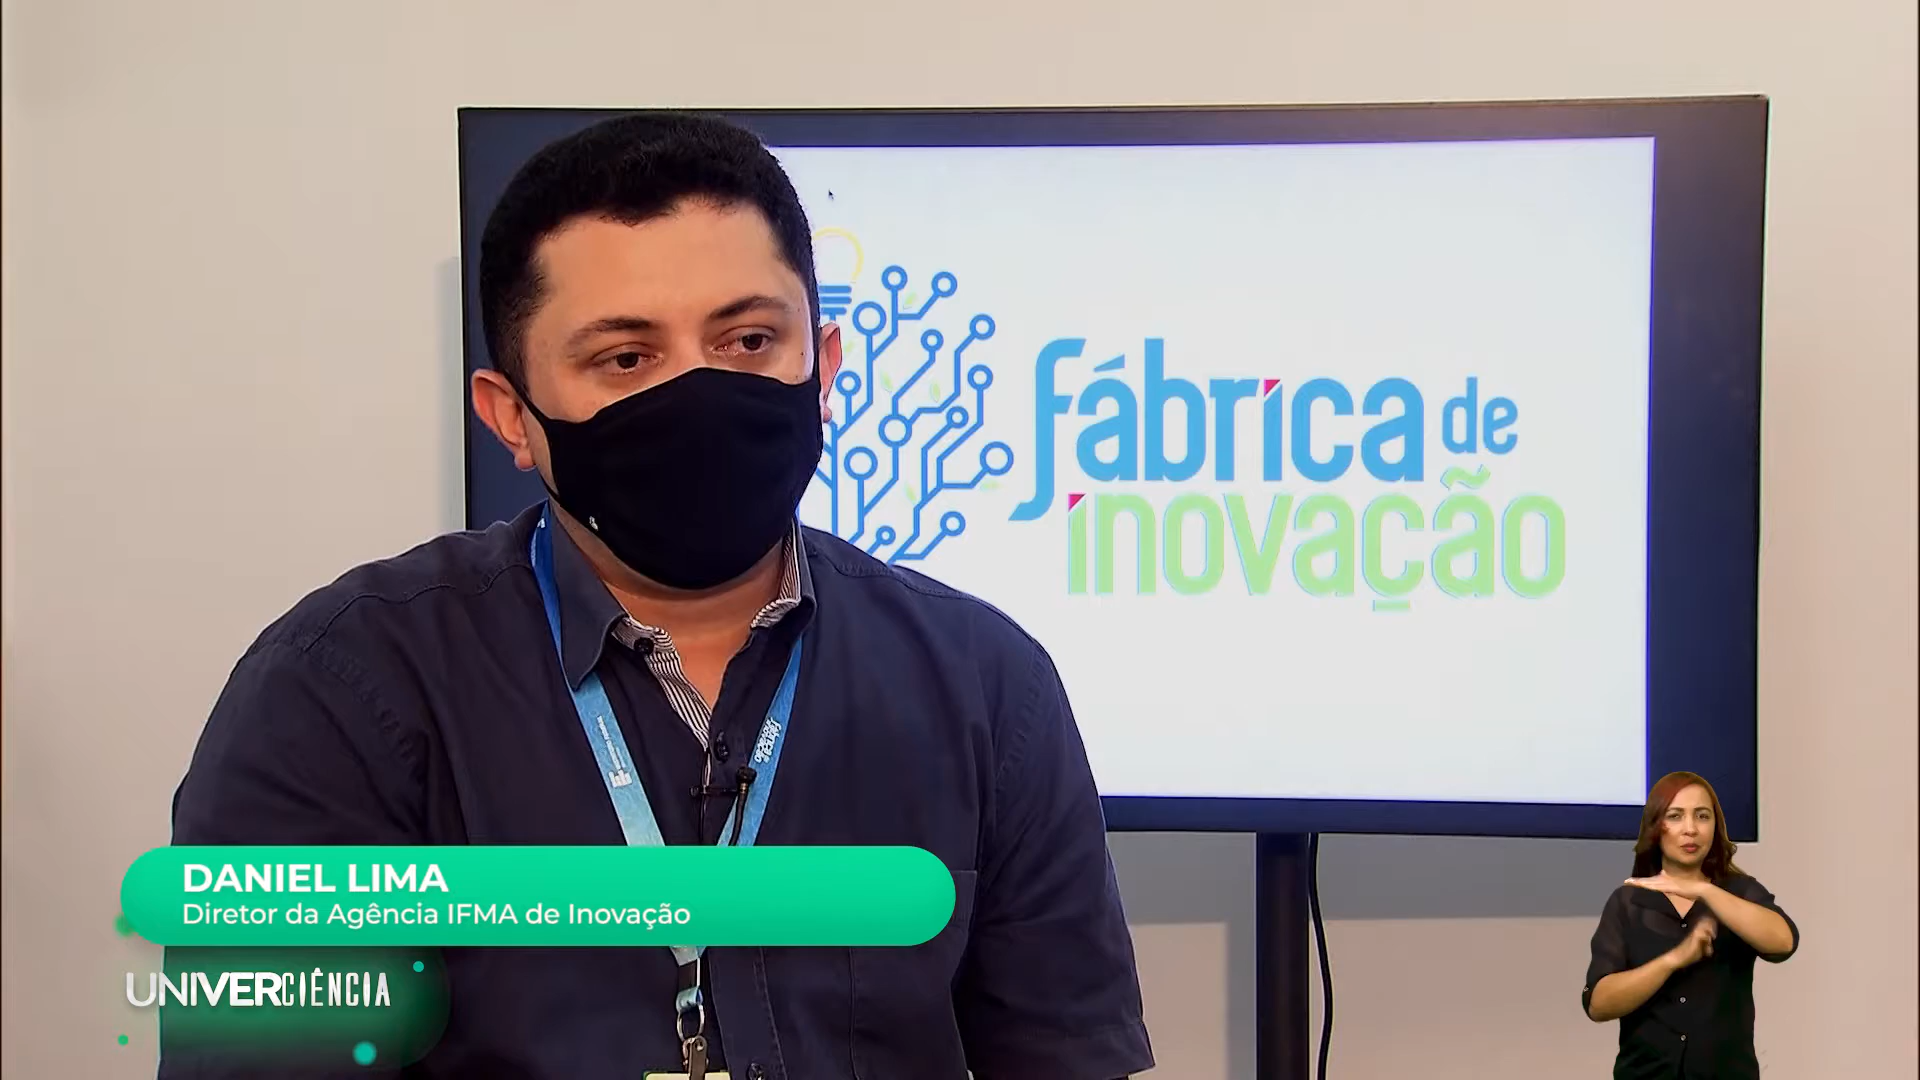 fábrica de
inovação
DANIEL LIMA
Diretor da Agência IFMA de Inovação
UNIVERCIÊNCIA